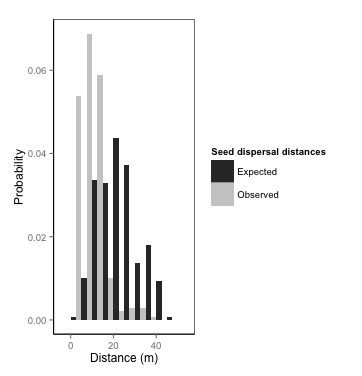 0.06
0.04
0.02
0.00
Probability
0 20 40
Distance (m)
Seed dispersal distances
Expected
Observed